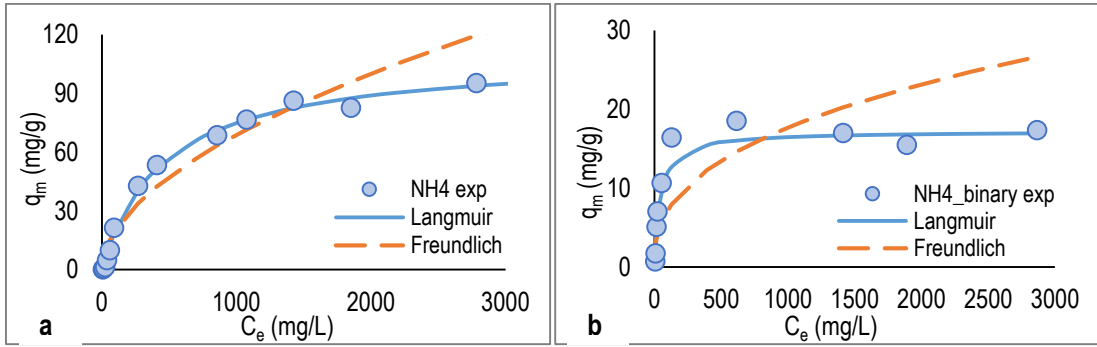 120
90
60
30
0
q_m (mg/g)
NH4 exp
Langmuir
Freundlich
0 1000 2000 3000
a
C_e (mg/L)
30
20
10
0
q_m (mg/g)
NH4_binary exp
Langmuir
Freundlich
0 500 1000 1500 2000 2500 3000
b
C_e (mg/L)